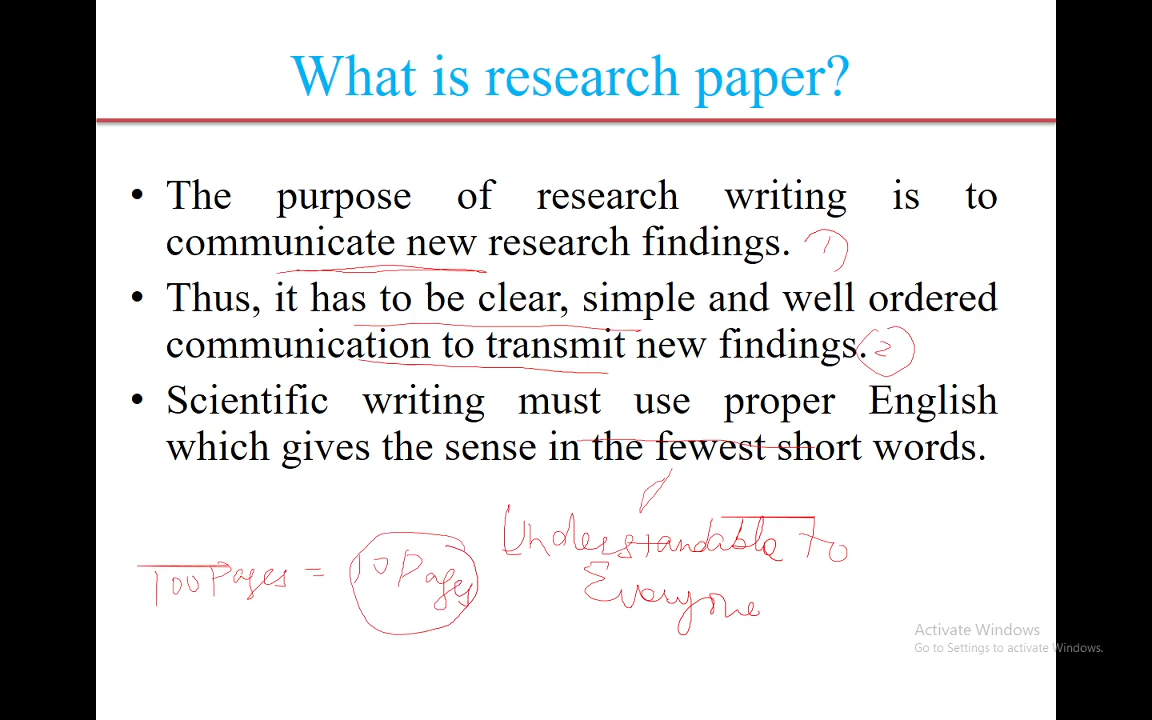 What is research paper?
• The purpose of research writing is to
communicate new research findings. 1
• Thus, it has to be clear, simple and well ordered
communication to transmit new findings. 2
• Scientific writing must use proper English
which gives the sense in the fewest short words.
Understandable to
100 Pages = 10 Pages
Everyone
Activate Windows
Go to Settings to activate Windows.